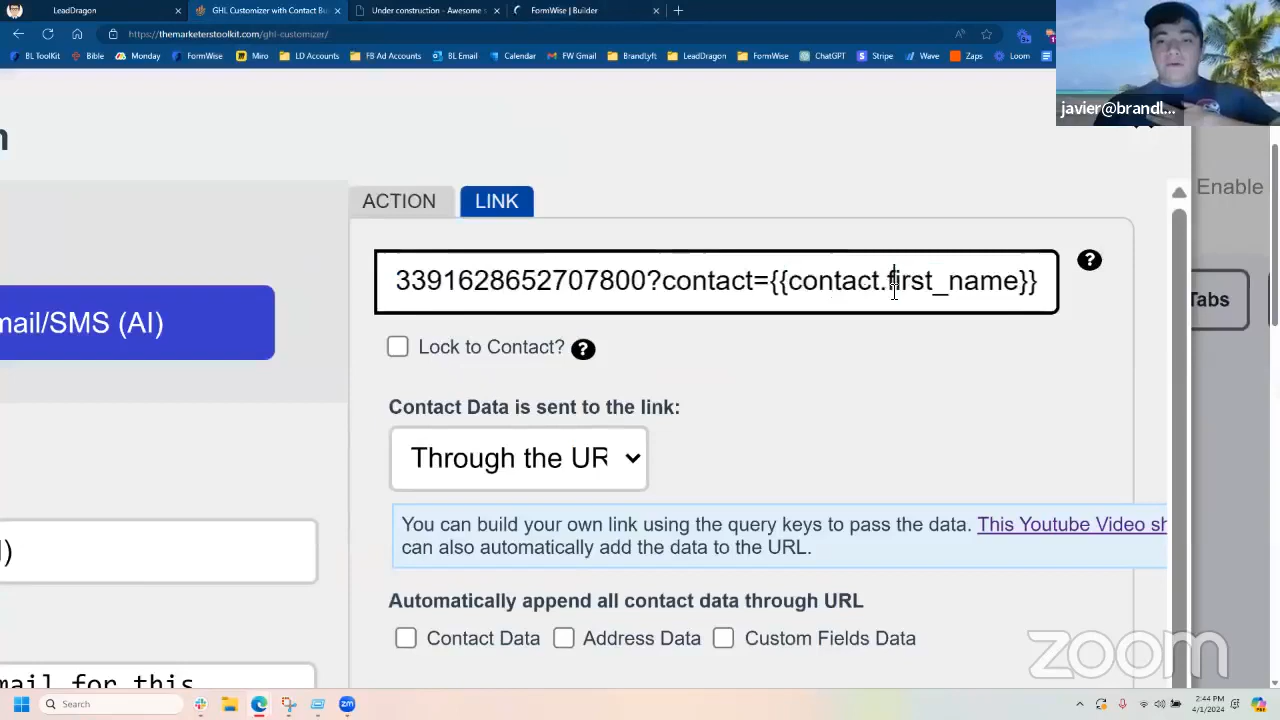 LeadDragon
GHL Customizer with Contact Bu
Under construction - Awesome s
FormWise | Builder
https://themarketerstoolkit.com/ghl-customizer/
BL ToolKit
Bible
Monday
FormWise
Miro
LD Accounts
FB Ad Accounts
BL Email
Calendar
FW Gmail
BrandLyft
LeadDragon
FormWise
ChatGPT
Stripe
Wave
Zaps
Loom
javier@brandl...
n
Enable
ACTION
LINK
3391628652707800?contact={{contact.first_name}}
?
Tabs
mail/SMS (AI)
Lock to Contact? ?
Contact Data is sent to the link:
Through the UR
You can build your own link using the query keys to pass the data. This Youtube Video sh
can also automatically add the data to the URL.
)
Automatically append all contact data through URL
Contact Data
Address Data
Custom Fields Data
zoom
mail for this
Search
2:44 PM
4/1/2024